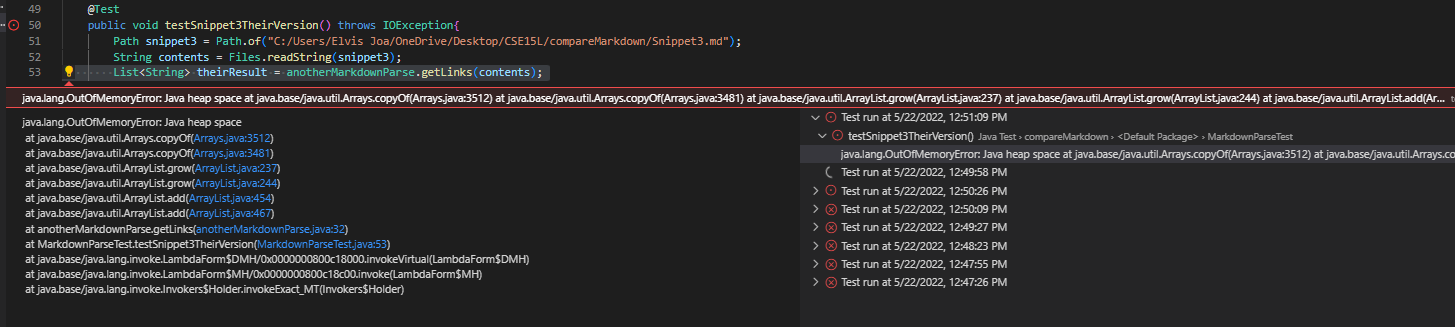 49 @Test
50 public void testSnippet3TheirVersion() throws IOException{
51 Path snippet3 = Path.of("C:/Users/Elvis Joa/OneDrive/Desktop/CSE15L/compareMarkdown/Snippet3.md");
52 String contents = Files.readString(snippet3);
53 List<String> theirResult = anotherMarkdownParse.getLinks(contents);
java.lang.OutOfMemoryError: Java heap space at java.base/java.util.Arrays.copyOf(Arrays.java:3512) at java.base/java.util.Arrays.copyOf(Arrays.java:3481) at java.base/java.util.ArrayList.grow(ArrayList.java:237) at java.base/java.util.ArrayList.grow(ArrayList.java:244) at java.base/java.util.ArrayList.add(Ar...
java.lang.OutOfMemoryError: Java heap space
at java.base/java.util.Arrays.copyOf(Arrays.java:3512)
at java.base/java.util.Arrays.copyOf(Arrays.java:3481)
at java.base/java.util.ArrayList.grow(ArrayList.java:237)
at java.base/java.util.ArrayList.grow(ArrayList.java:244)
at java.base/java.util.ArrayList.add(ArrayList.java:454)
at java.base/java.util.ArrayList.add(ArrayList.java:467)
at anotherMarkdownParse.getLinks(anotherMarkdownParse.java:32)
at MarkdownParseTest.testSnippet3TheirVersion(MarkdownParseTest.java:53)
at java.base/java.lang.invoke.LambdaForm$DMH/0x0000000800c18000.invokeVirtual(LambdaForm$DMH)
at java.base/java.lang.invoke.LambdaForm$MH/0x0000000800c18c00.invoke(LambdaForm$MH)
at java.base/java.lang.invoke.Invokers$Holder.invokeExact_MT(Invokers$Holder)
Test run at 5/22/2022, 12:51:09 PM
testSnippet3TheirVersion() Java Test › compareMarkdown › <Default Package> › MarkdownParseTest
java.lang.OutOfMemoryError: Java heap space at java.base/java.util.Arrays.copyOf(Arrays.java:3512) at java.base/java.util.Arrays.co
Test run at 5/22/2022, 12:49:58 PM
Test run at 5/22/2022, 12:50:26 PM
Test run at 5/22/2022, 12:50:09 PM
Test run at 5/22/2022, 12:49:27 PM
Test run at 5/22/2022, 12:48:23 PM
Test run at 5/22/2022, 12:47:55 PM
Test run at 5/22/2022, 12:47:26 PM